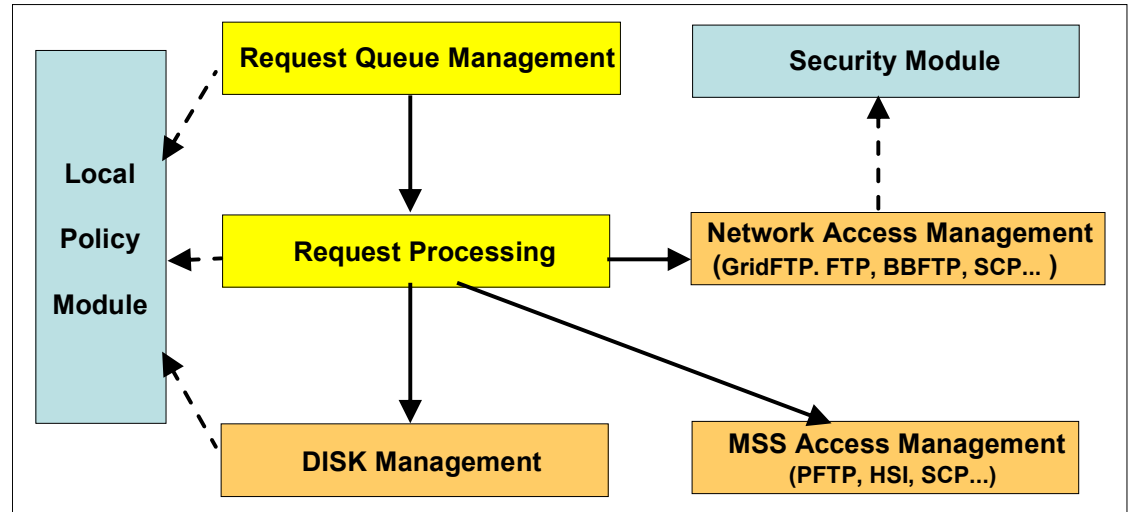 Request Queue Management
Security Module
Local
Policy
Module
Request Processing
Network Access Management
(GridFTP. FTP, BBFTP, SCP... )
DISK Management
MSS Access Management
(PFTP, HSI, SCP...)